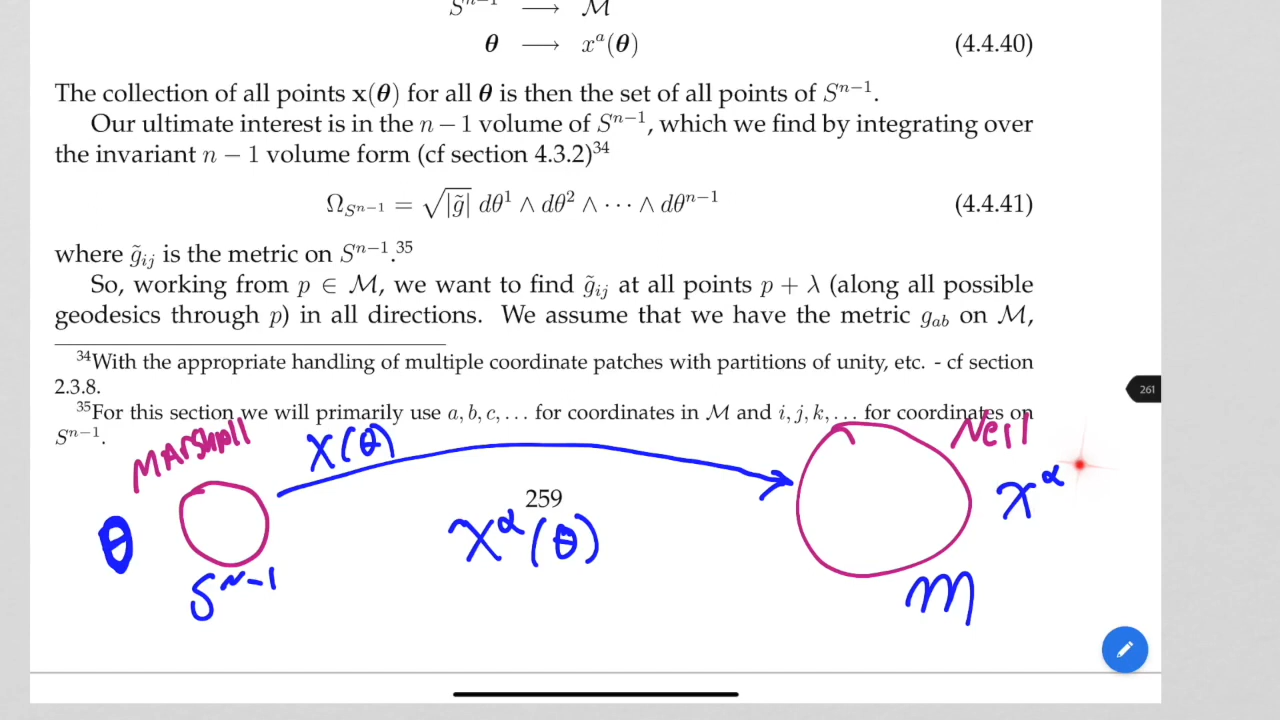 S^{n−1} ⟶ M
θ ⟶ x^a(θ) (4.4.40)
The collection of all points x(θ) for all θ is then the set of all points of S^{n−1}.
Our ultimate interest is in the n − 1 volume of S^{n−1}, which we find by integrating over
the invariant n − 1 volume form (cf section 4.3.2)^34
Ω_{S^{n−1}} = √|g̃| dθ^1 ∧ dθ^2 ∧ · · · ∧ dθ^{n−1} (4.4.41)
where g̃_{ij} is the metric on S^{n−1}.^35
So, working from p ∈ M, we want to find g̃_{ij} at all points p + λ (along all possible
geodesics through p) in all directions. We assume that we have the metric g_{ab} on M,
^34With the appropriate handling of multiple coordinate patches with partitions of unity, etc. - cf section
2.3.8.
^35For this section we will primarily use a, b, c, . . . for coordinates in M and i, j, k, . . . for coordinates on
S^{n−1}.
261
Marshall
X(θ)
Neil
259
θ
X^α(θ)
X^α
S^{n-1}
M